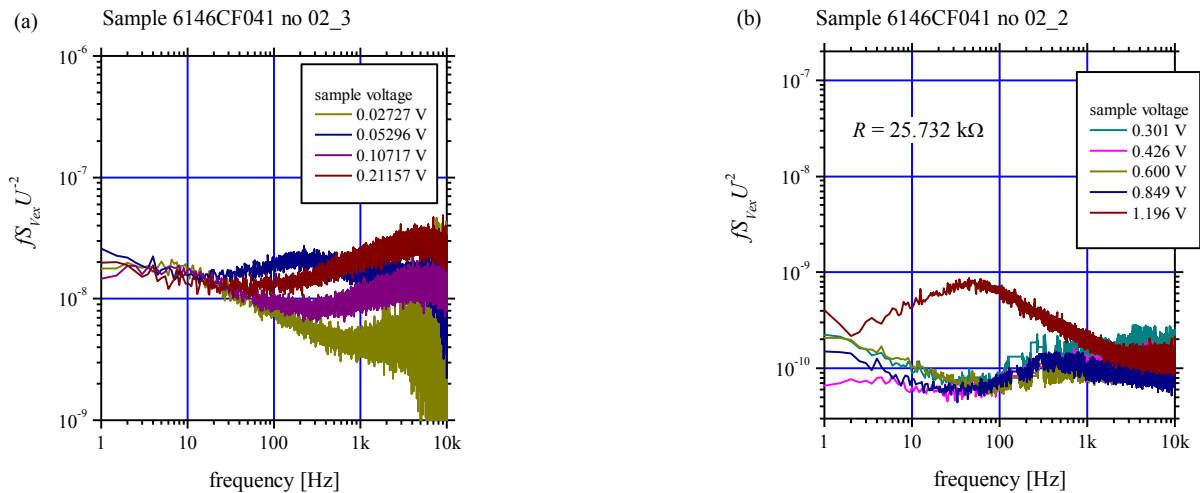 (a)
Sample 6146CF041 no 02_3
fS_Vex U^-2
10^-6
10^-7
10^-8
10^-9
sample voltage
0.02727 V
0.05296 V
0.10717 V
0.21157 V
1
10
100
1k
10k
frequency [Hz]
(b)
Sample 6146CF041 no 02_2
fS_Vex U^-2
10^-7
10^-8
10^-9
10^-10
R = 25.732 kΩ
sample voltage
0.301 V
0.426 V
0.600 V
0.849 V
1.196 V
1
10
100
1k
10k
frequency [Hz]